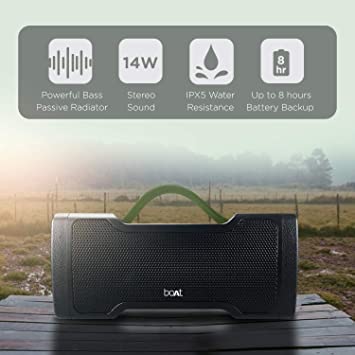 14W
8
hr
Powerful Bass
Passive Radiator
Stereo
Sound
IPX5 Water
Resistance
Up to 8 hours
Battery Backup
boAt